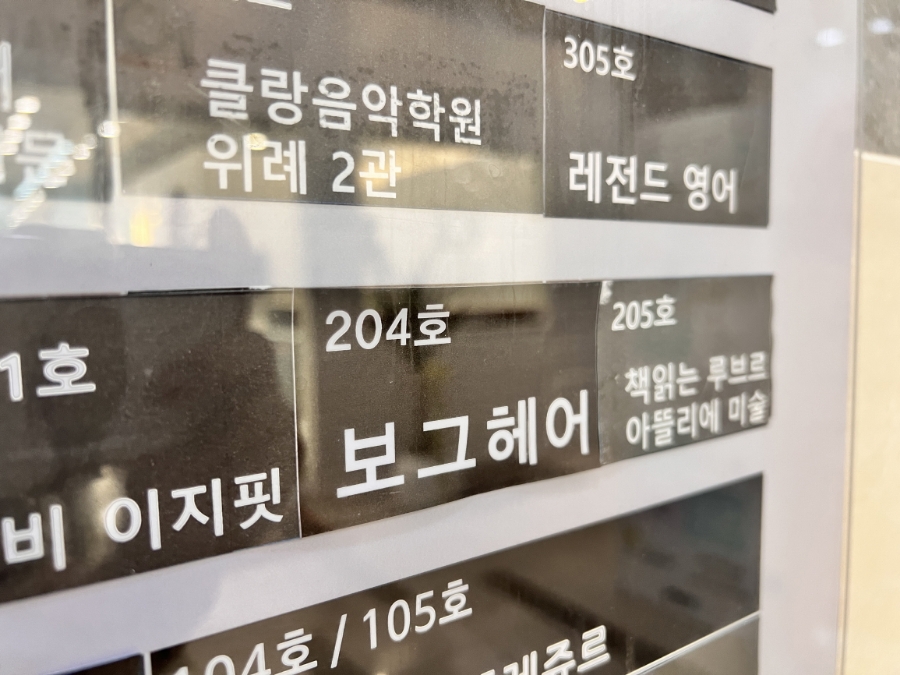 클랑음악학원
위례 2관
305호
레전드 영어
1호
비 이지핏
204호
보그헤어
205호
책읽는 루브르
아뜰리에 미술
104호 / 105호